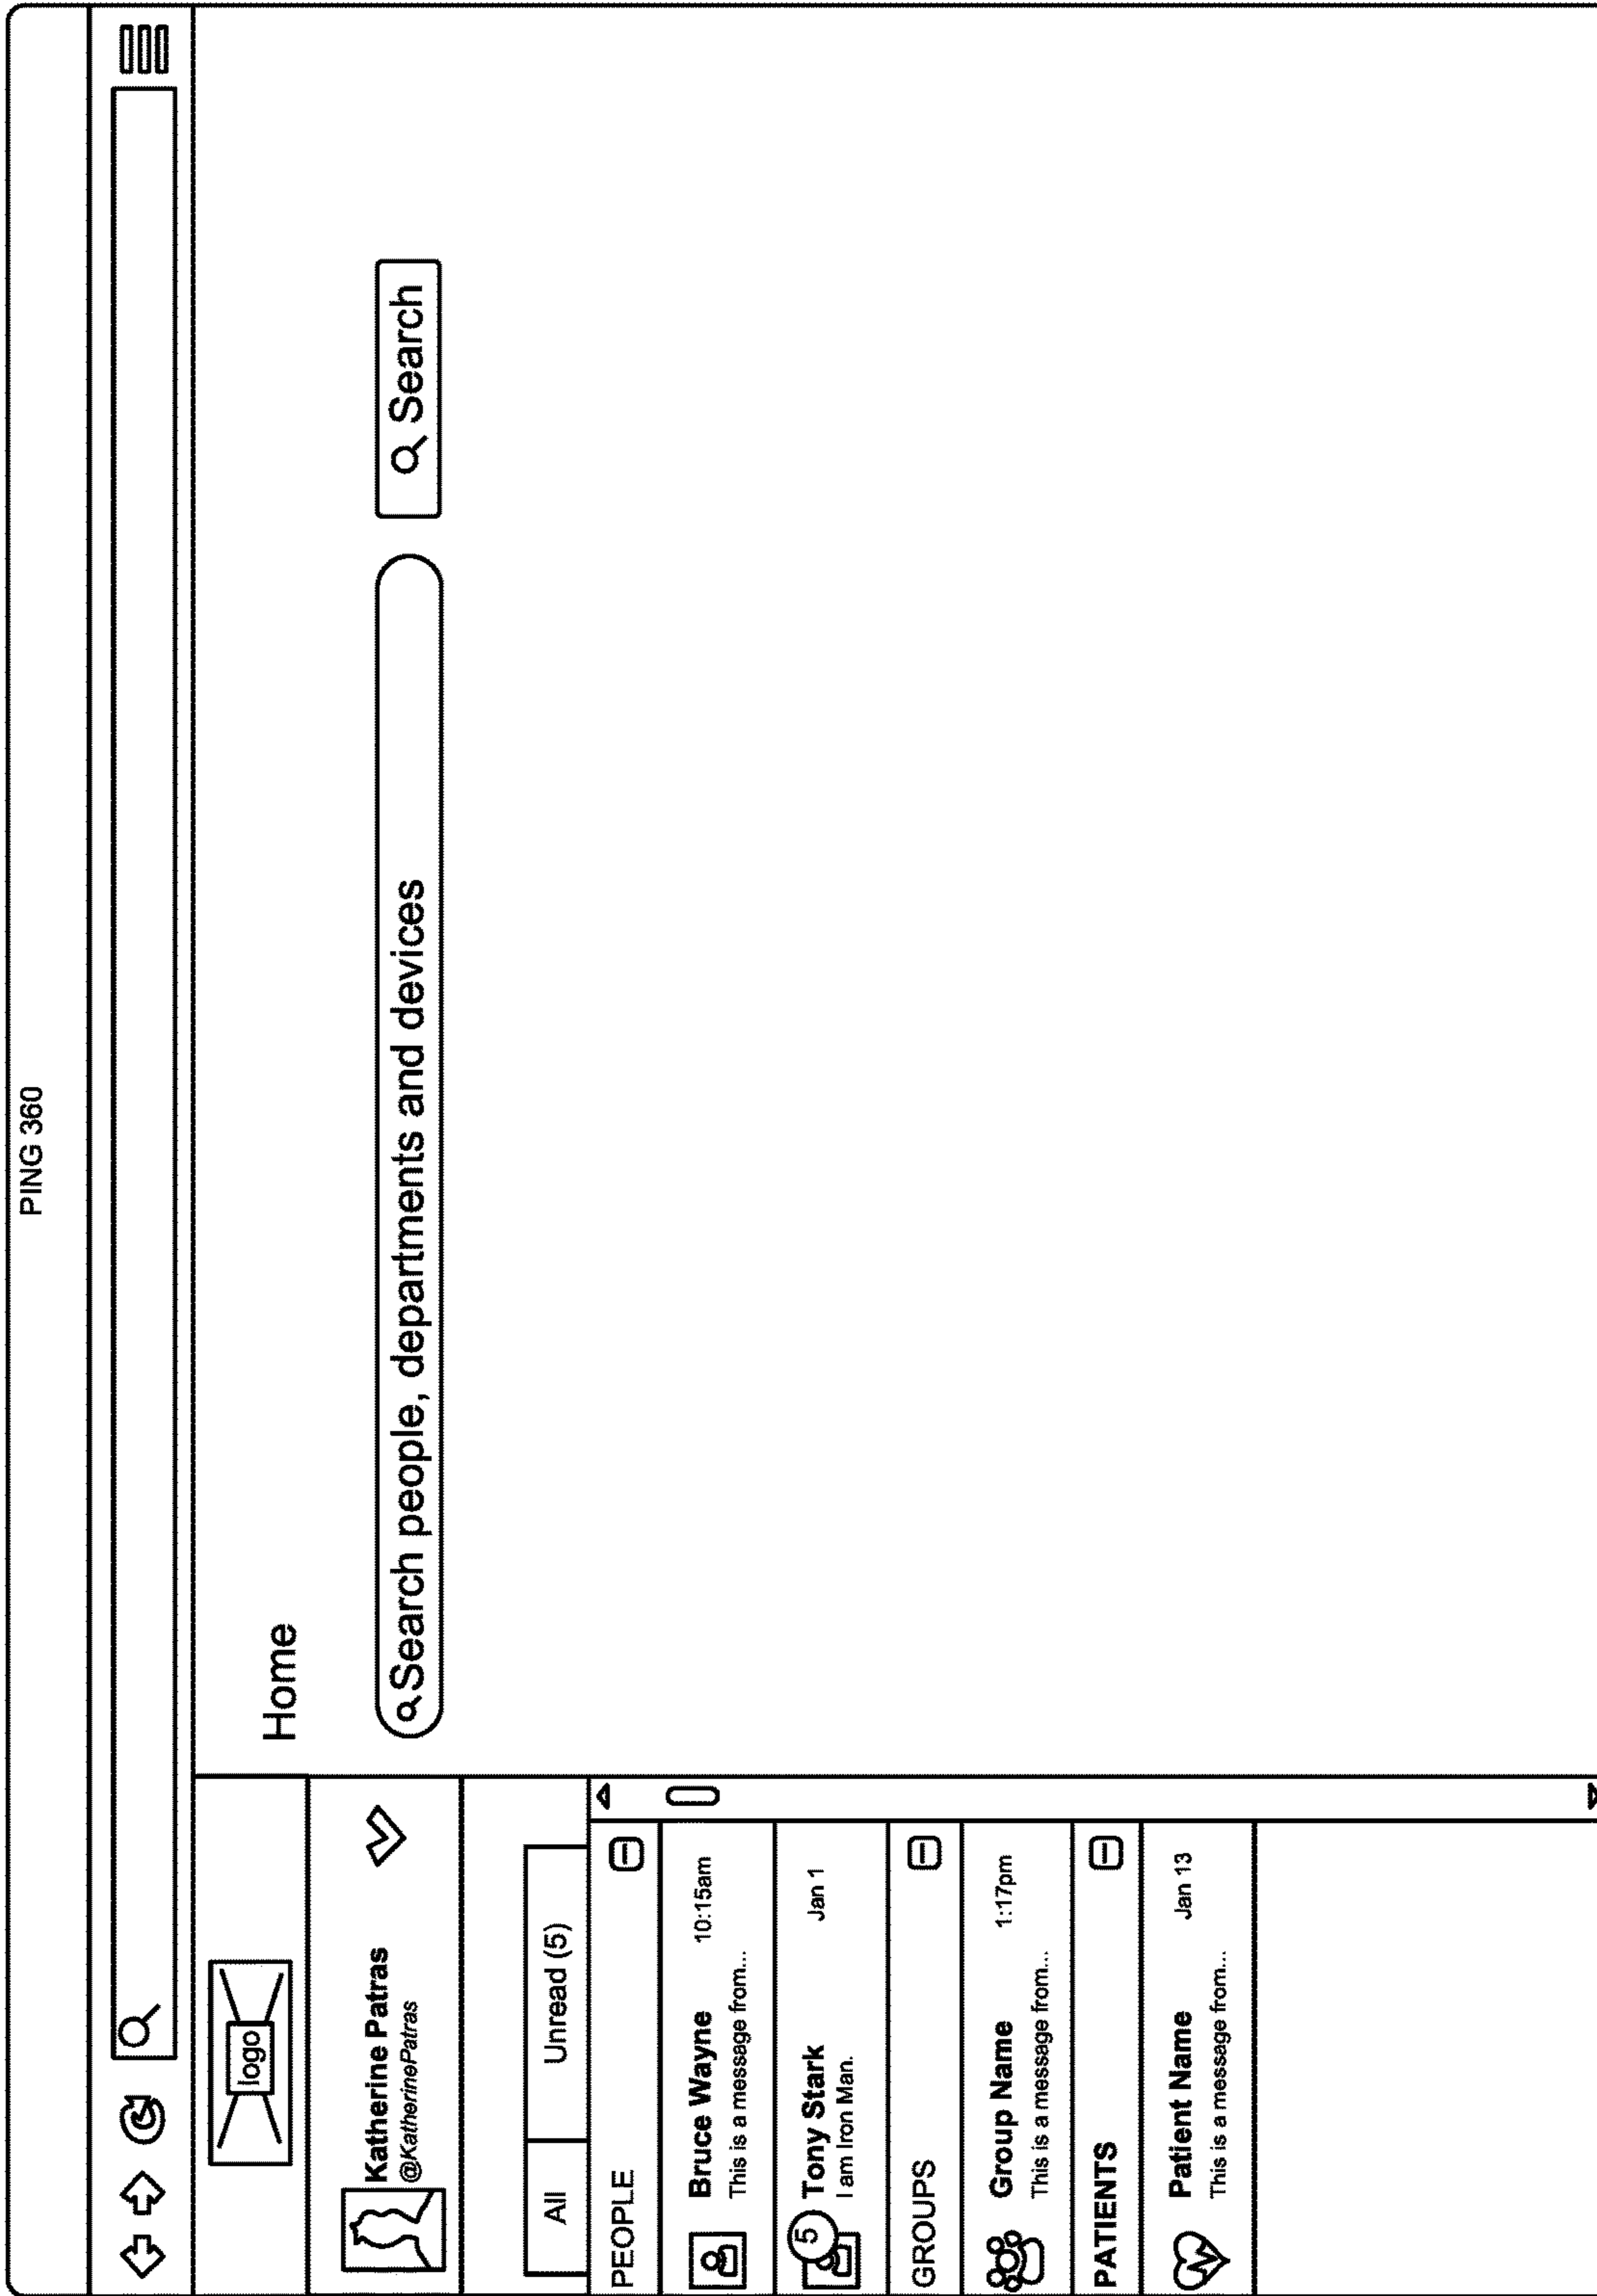 PING 360
logo
Home
Katherine Patras
@KatherinePatras
Search people, departments and devices
Search
All
Unread (5)
PEOPLE
Bruce Wayne 10:15am
This is a message from...
5
Tony Stark Jan 1
I am Iron Man.
GROUPS
Group Name 1:17pm
This is a message from...
PATIENTS
Patient Name Jan 13
This is a message from...